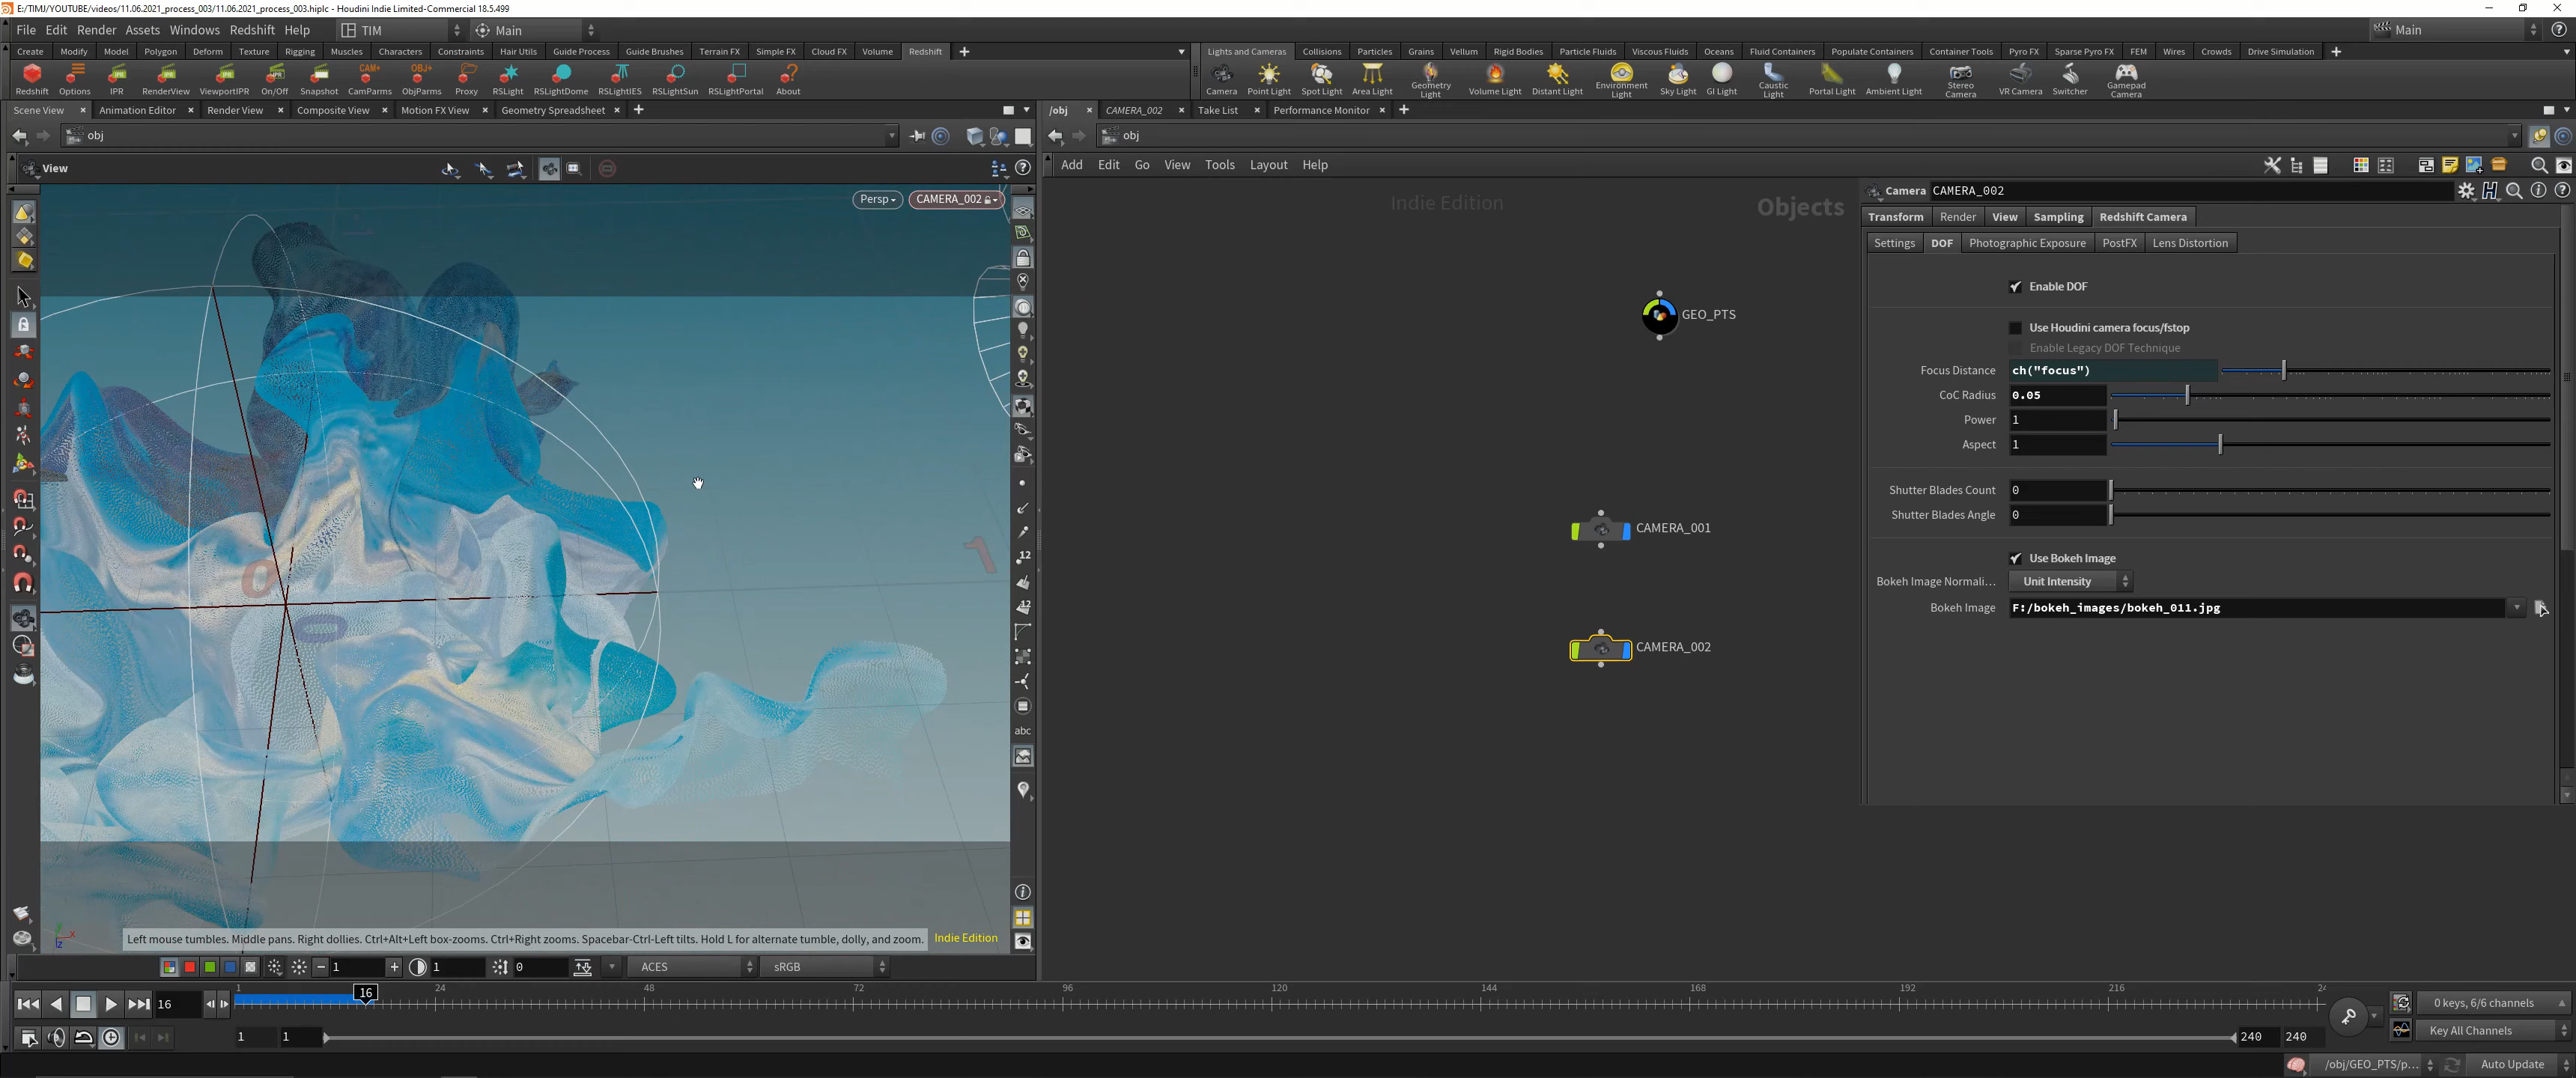 E:/TIMJ/YOUTUBE/videos/11.06.2021_process_003/11.06.2021_process_003.hiplc - Houdini Indie Limited-Commercial 18.5.499
File Edit Render Assets Windows Redshift Help TIM Main Main
Create Modify Model Polygon Deform Texture Rigging Muscles Characters Constraints Hair Utils Guide Process Guide Brushes Terrain FX Simple FX Cloud FX Volume Redshift
Lights and Cameras Collisions Particles Grains Vellum Rigid Bodies Particle Fluids Viscous Fluids Oceans Fluid Containers Populate Containers Container Tools Pyro FX Sparse Pyro FX FEM Wires Crowds Drive Simulation
Redshift Options IPR RenderView ViewportIPR On/Off Snapshot CamParms ObjParms Proxy RSLight RSLightDome RSLightIES RSLightSun RSLightPortal About
Camera Point Light Spot Light Area Light Geometry Light Volume Light Distant Light Environment Light Sky Light GI Light Caustic Light Portal Light Ambient Light Stereo Camera VR Camera Switcher Gamepad Camera
Scene View Animation Editor Render View Composite View Motion FX View Geometry Spreadsheet
/obj CAMERA_002 Take List Performance Monitor
obj
obj
View
Add Edit Go View Tools Layout Help
Persp CAMERA_002
Indie Edition
Objects
Camera CAMERA_002
Transform Render View Sampling Redshift Camera
Settings DOF Photographic Exposure PostFX Lens Distortion
Enable DOF
Use Houdini camera focus/fstop
Enable Legacy DOF Technique
Focus Distance ch("focus")
CoC Radius 0.05
Power 1
Aspect 1
Shutter Blades Count 0
Shutter Blades Angle 0
Use Bokeh Image
Bokeh Image Normali... Unit Intensity
Bokeh Image F:/bokeh_images/bokeh_011.jpg
GEO_PTS
CAMERA_001
CAMERA_002
0
1
12
12
abc
Left mouse tumbles. Middle pans. Right dollies. Ctrl+Alt+Left box-zooms. Ctrl+Right zooms. Spacebar-Ctrl-Left tilts. Hold L for alternate tumble, dolly, and zoom.
Indie Edition
1 1 0 ACES sRGB
16 1 16 24 48 72 96 120 144 168 192 216 24
0 keys, 6/6 channels
1 1 240 240
Key All Channels
/obj/GEO_PTS/p... Auto Update